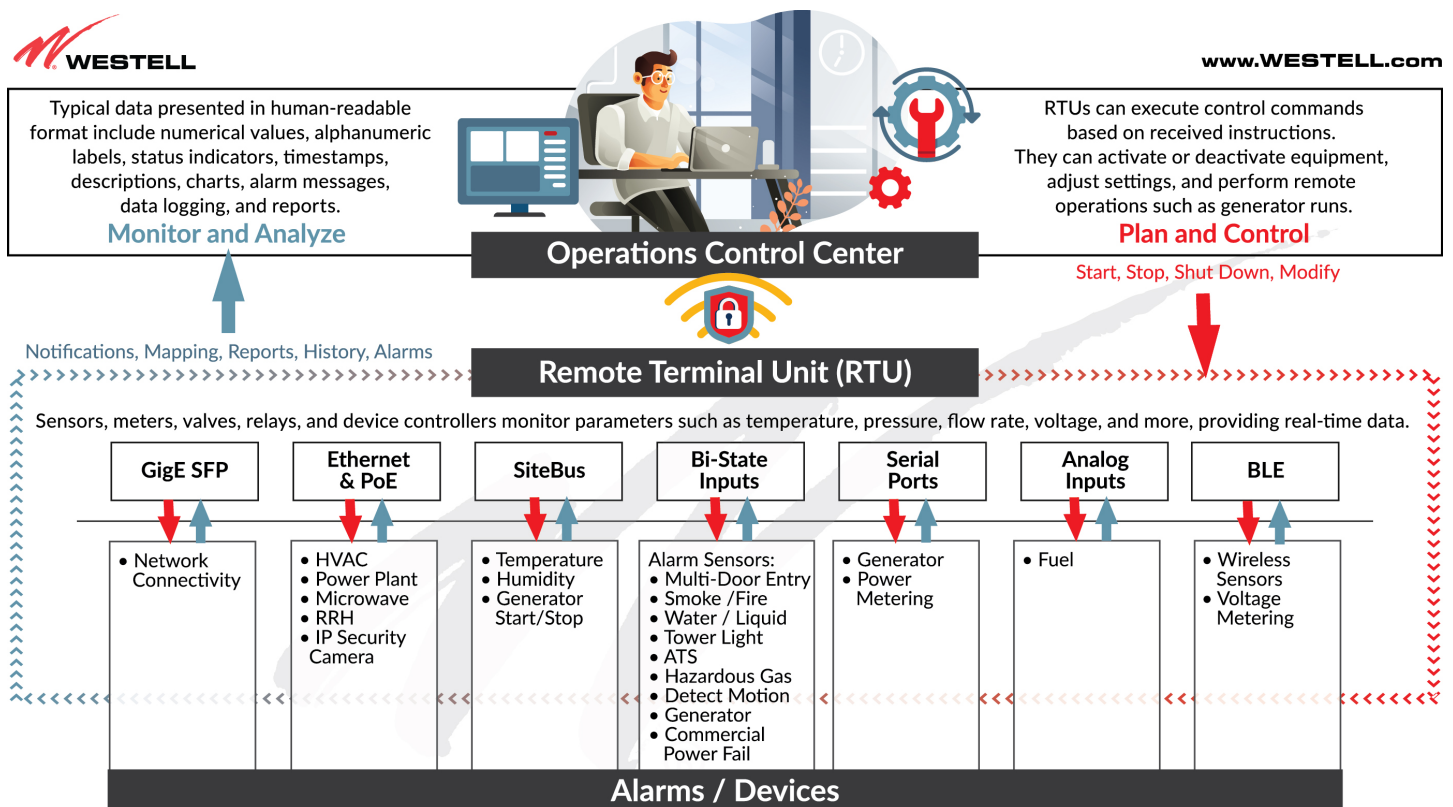 WESTELL
www.WESTELL.com
Typical data presented in human-readable
format include numerical values, alphanumeric
labels, status indicators, timestamps,
descriptions, charts, alarm messages,
data logging, and reports.
Monitor and Analyze
RTUs can execute control commands
based on received instructions.
They can activate or deactivate equipment,
adjust settings, and perform remote
operations such as generator runs.
Plan and Control
Operations Control Center
Start, Stop, Shut Down, Modify
Notifications, Mapping, Reports, History, Alarms
Remote Terminal Unit (RTU)
Sensors, meters, valves, relays, and device controllers monitor parameters such as temperature, pressure, flow rate, voltage, and more, providing real-time data.
GigE SFP
• Network
Connectivity
Ethernet
& PoE
• HVAC
• Power Plant
• Microwave
• RRH
• IP Security
Camera
SiteBus
• Temperature
• Humidity
• Generator
Start/Stop
Bi-State
Inputs
Alarm Sensors:
• Multi-Door Entry
• Smoke /Fire
• Water / Liquid
• Tower Light
• ATS
• Hazardous Gas
• Detect Motion
• Generator
• Commercial
Power Fail
Serial
Ports
• Generator
• Power
Metering
Analog
Inputs
• Fuel
BLE
• Wireless
Sensors
• Voltage
Metering
Alarms / Devices